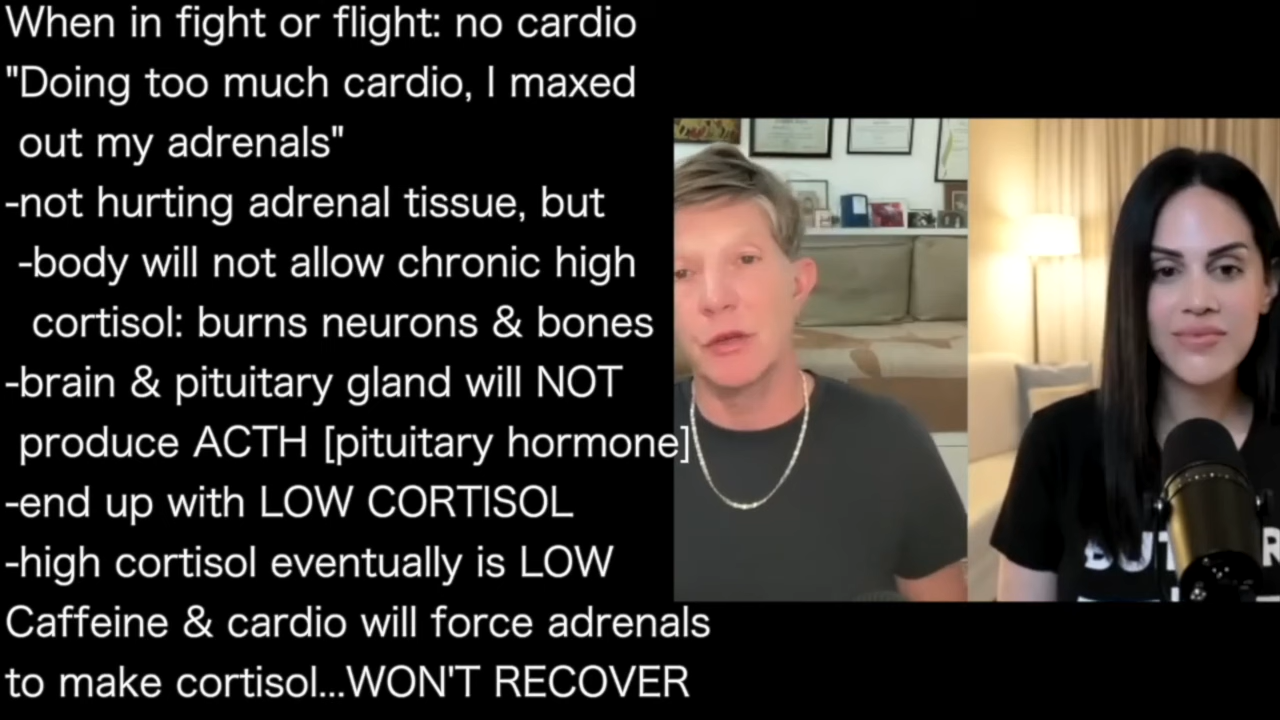 When in fight or flight: no cardio
"Doing too much cardio, I maxed
out my adrenals"
-not hurting adrenal tissue, but
-body will not allow chronic high
cortisol: burns neurons & bones
-brain & pituitary gland will NOT
produce ACTH [pituitary hormone]
-end up with LOW CORTISOL
-high cortisol eventually is LOW
Caffeine & cardio will force adrenals
to make cortisol...WON'T RECOVER